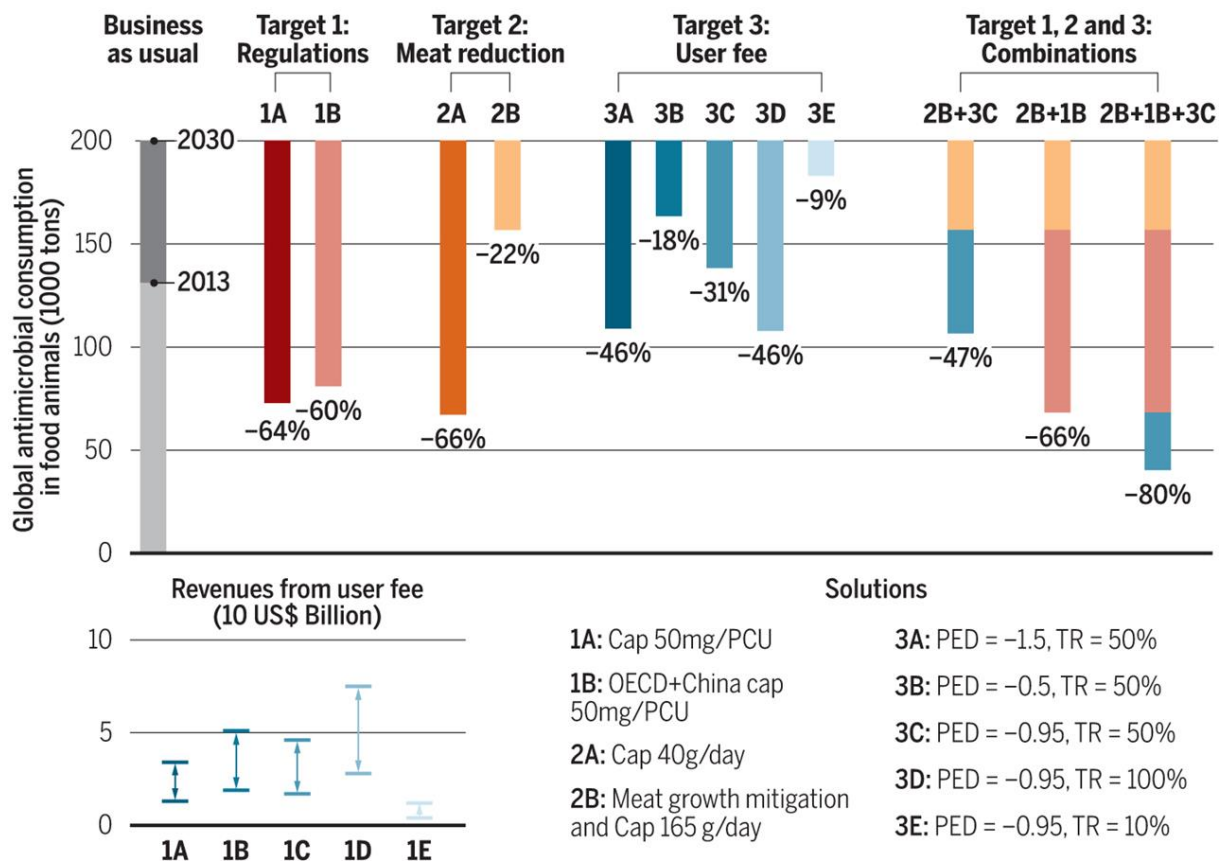 Business
as usual
Target 1:
Regulations
Target 2:
Meat reduction
Target 3:
User fee
Target 1, 2 and 3:
Combinations
1A 1B 2A 2B 3A 3B 3C 3D 3E 2B+3C 2B+1B 2B+1B+3C
Global antimicrobial consumption
in food animals (1000 tons)
200
150
100
50
0
2030
2013
−64%
−60%
−66%
−22%
−46%
−18%
−31%
−46%
−9%
−47%
−66%
−80%
Revenues from user fee
(10 US$ Billion)
10
5
0
1A 1B 1C 1D 1E
Solutions
1A: Cap 50mg/PCU
1B: OECD+China cap
50mg/PCU
2A: Cap 40g/day
2B: Meat growth mitigation
and Cap 165 g/day
3A: PED = −1.5, TR = 50%
3B: PED = −0.5, TR = 50%
3C: PED = −0.95, TR = 50%
3D: PED = −0.95, TR = 100%
3E: PED = −0.95, TR = 10%